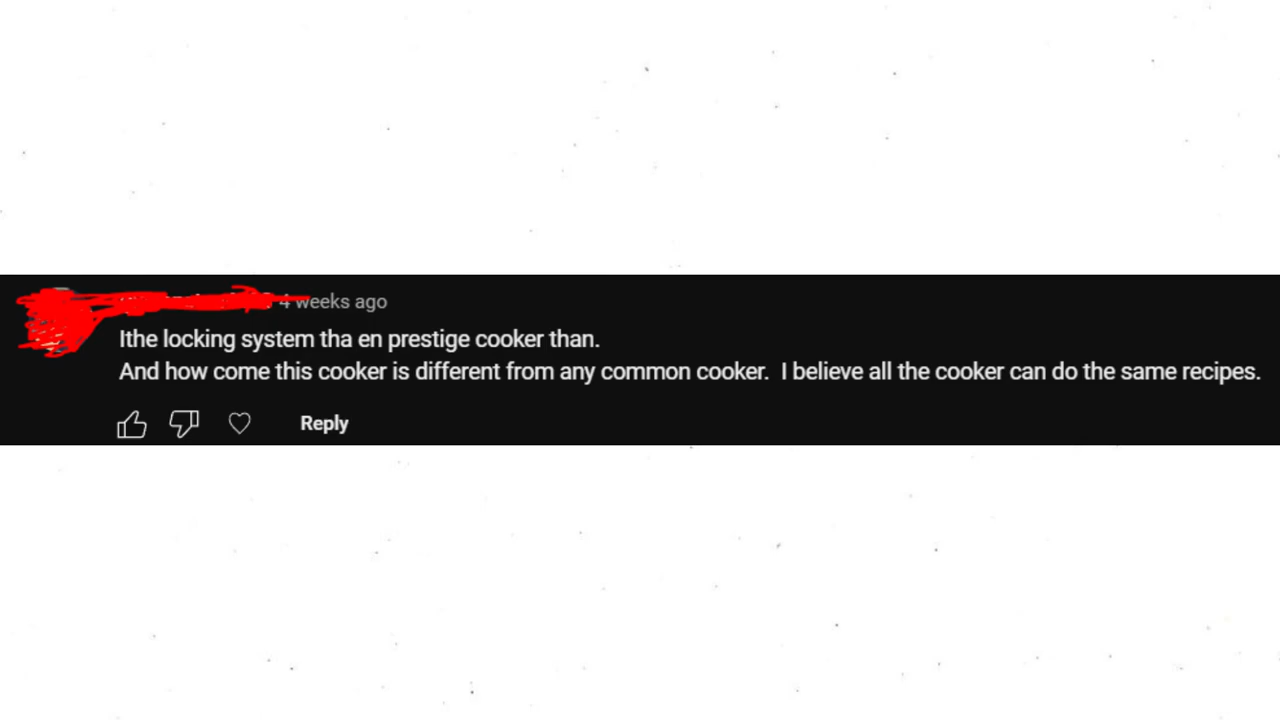 4 weeks ago
Ithe locking system tha en prestige cooker than.
And how come this cooker is different from any common cooker. I believe all the cooker can do the same recipes.
Reply